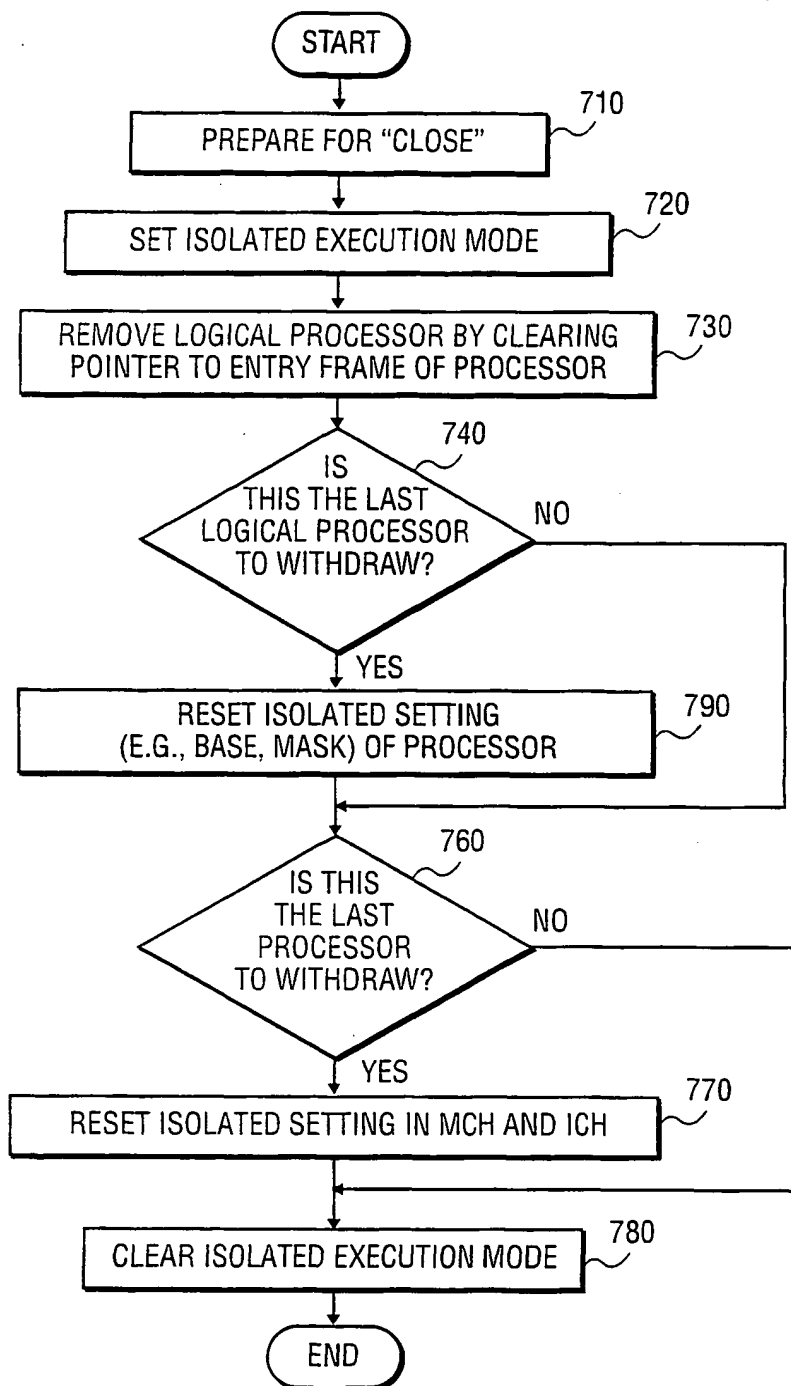 START
710
PREPARE FOR “CLOSE”
720
SET ISOLATED EXECUTION MODE
730
REMOVE LOGICAL PROCESSOR BY CLEARING
POINTER TO ENTRY FRAME OF PROCESSOR
740
IS
THIS THE LAST
LOGICAL PROCESSOR
TO WITHDRAW?
NO
YES
790
RESET ISOLATED SETTING
(E.G., BASE, MASK) OF PROCESSOR
760
IS THIS
THE LAST
PROCESSOR
TO WITHDRAW?
NO
YES
770
RESET ISOLATED SETTING IN MCH AND ICH
780
CLEAR ISOLATED EXECUTION MODE
END